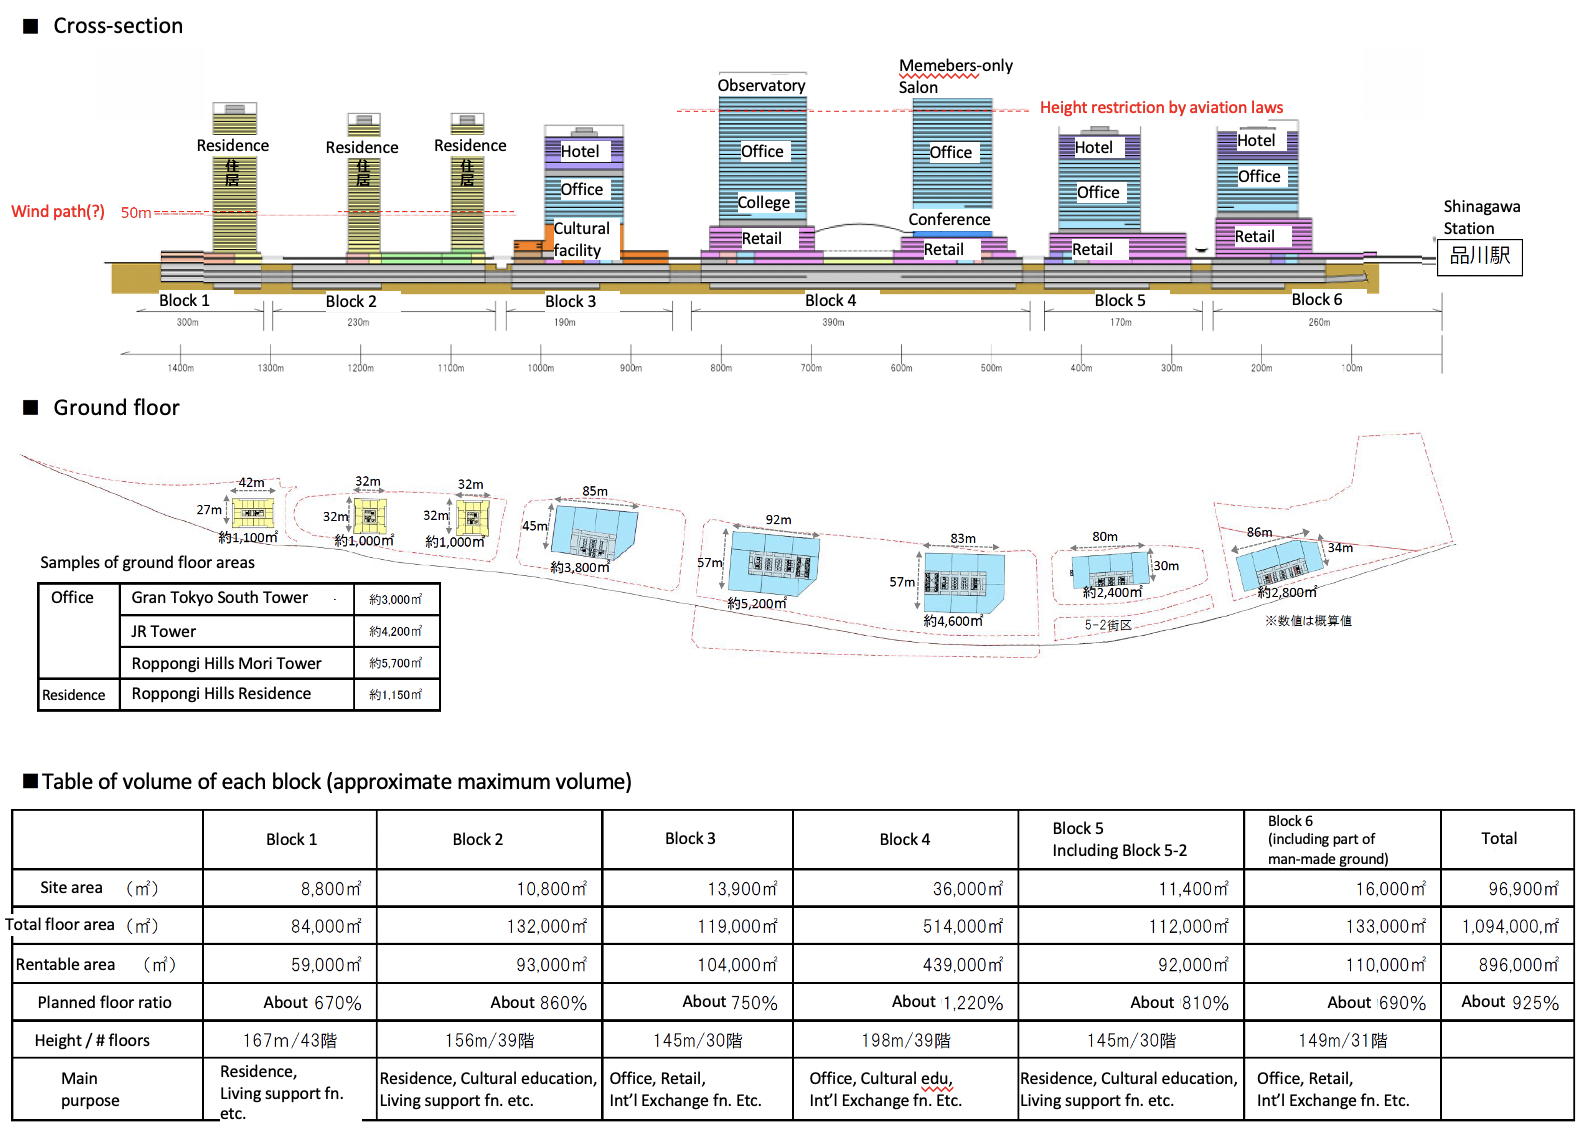 ■ Cross-section
Observatory
Memebers-only
Salon
Height restriction by aviation laws
Residence
住居
Residence
住居
Residence
住居
Hotel
Office
Cultural
facility
Office
College
Retail
Office
Conference
Retail
Hotel
Office
Retail
Hotel
Office
Retail
Wind path(?) 50m
Shinagawa
Station
品川駅
Block 1
Block 2
Block 3
Block 4
Block 5
Block 6
300m
230m
190m
390m
170m
260m
1400m
1300m
1200m
1100m
1000m
900m
800m
700m
600m
500m
400m
300m
200m
100m
■ Ground floor
42m
27m
約1,100㎡
32m
32m
約1,000㎡
32m
32m
約1,000㎡
85m
45m
約3,800㎡
92m
57m
約5,200㎡
83m
57m
約4,600㎡
80m
30m
約2,400㎡
5-2街区
86m
34m
約2,800㎡
※数値は概算値
Samples of ground floor areas
Office Gran Tokyo South Tower 約3,000㎡
JR Tower 約4,200㎡
Roppongi Hills Mori Tower 約5,700㎡
Residence Roppongi Hills Residence 約1,150㎡
■Table of volume of each block (approximate maximum volume)
Block 1
Block 2
Block 3
Block 4
Block 5
Including Block 5-2
Block 6
(including part of
man-made ground)
Total
Site area （㎡） 8,800㎡ 10,800㎡ 13,900㎡ 36,000㎡ 11,400㎡ 16,000㎡ 96,900㎡
Total floor area （㎡） 84,000㎡ 132,000㎡ 119,000㎡ 514,000㎡ 112,000㎡ 133,000㎡ 1,094,000,㎡
Rentable area （㎡） 59,000㎡ 93,000㎡ 104,000㎡ 439,000㎡ 92,000㎡ 110,000㎡ 896,000㎡
Planned floor ratio About 670% About 860% About 750% About 1,220% About 810% About 690% About 925%
Height / # floors 167m/43階 156m/39階 145m/30階 198m/39階 145m/30階 149m/31階
Main
purpose
Residence,
Living support fn.
etc.
Residence, Cultural education,
Living support fn. etc.
Office, Retail,
Int'l Exchange fn. Etc.
Office, Cultural edu,
Int'l Exchange fn. Etc.
Residence, Cultural education,
Living support fn. etc.
Office, Retail,
Int'l Exchange fn. Etc.